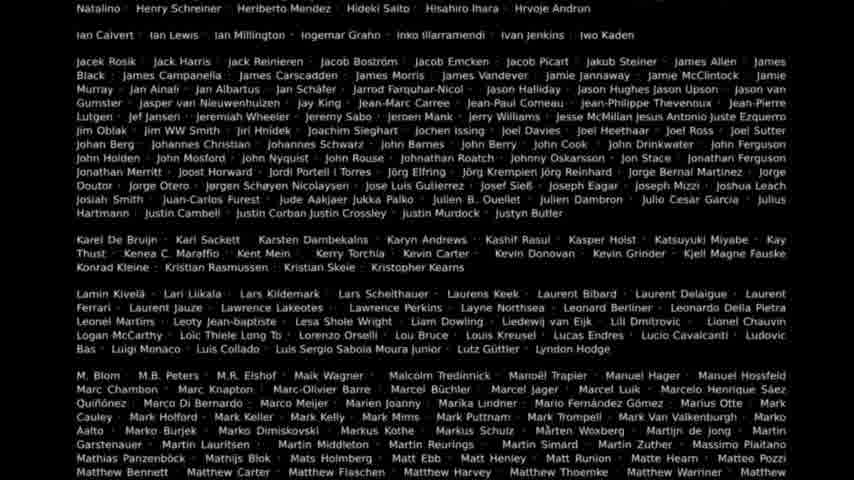 Natalino · Henry Schreiner · Heriberto Mendez · Hideki Saito · Hisahiro Ihara · Hrvoje Andrun
Ian Calvert · Ian Lewis · Ian Millington · Ingemar Grahn · Inko Illarramendi · Ivan Jenkins · Iwo Kaden
Jacek Rosik · Jack Harris · Jack Reinieren · Jacob Boström · Jacob Emcken · Jacob Picart · Jakub Steiner · James Allen · James
Black · James Campanella · James Carscadden · James Morris · James Vandever · Jamie Jannaway · Jamie McClintock · Jamie
Murray · Jan Ainali · Jan Albartus · Jan Schäfer · Jarrod Farquhar-Nicol · Jason Halliday · Jason Hughes Jason Upson · Jason van
Gumster · Jasper van Nieuwenhuizen · Jay King · Jean-Marc Carree · Jean-Paul Comeau · Jean-Philippe Thevenoux · Jean-Pierre
Lutgen · Jef Jansen · Jeremiah Wheeler · Jeremy Sabo · Jeroen Mank · Jerry Williams · Jesse McMillan Jesus Antonio Juste Ezquerro
Jim Oblak · Jim WW Smith · Jiri Hnídek · Joachim Sieghart · Jochen Issing · Joel Davies · Joel Heethaar · Joel Ross · Joel Sutter
Johan Berg · Johannes Christian · Johannes Schwarz · John Barnes · John Berry · John Cook · John Drinkwater · John Ferguson
John Holden · John Mosford · John Nyquist · John Rouse · Johnathan Roatch · Johnny Oskarsson · Jon Stace · Jonathan Ferguson
Jonathan Merritt · Joost Horward · Jordi Portell i Torres · Jörg Elfring · Jörg Krempien Jörg Reinhard · Jorge Bernal Martinez · Jorge
Doutor · Jorge Otero · Jørgen Schøyen Nicolaysen · Jose Luis Gutierrez · Josef Sieß · Joseph Eagar · Joseph Mizzi · Joshua Leach
Josiah Smith · Juan-Carlos Furest · Jude Aakjaer Jukka Palko · Julien B. Ouellet · Julien Dambron · Julio Cesar Garcia · Julius
Hartmann · Justin Cambell · Justin Corban Justin Crossley · Justin Murdock · Justyn Butler
Karel De Bruijn · Karl Sackett · Karsten Dambekalns · Karyn Andrews · Kashif Rasul · Kasper Holst · Katsuyuki Miyabe · Kay
Thust · Kenea C. Maraffio · Kent Mein · Kerry Torchia · Kevin Carter · Kevin Donovan · Kevin Grinder · Kjell Magne Fauske
Konrad Kleine · Kristian Rasmussen · Kristian Skeie · Kristopher Kearns
Lamin Kivelä · Lari Liikala · Lars Kildemark · Lars Schelthauer · Laurens Keek · Laurent Bibard · Laurent Delaigue · Laurent
Ferrari · Laurent Jauze · Lawrence Lakeotes · Lawrence Perkins · Layne Northsea · Leonard Berliner · Leonardo Della Pietra
Leonel Martins · Leoty Jean-baptiste · Lesa Shole Wright · Liam Dowling · Liedewij van Eijk · Lill Dmitrovic · Lionel Chauvin
Logan McCarthy · Loic Thiele Long To · Lorenzo Orselli · Lou Bruce · Louis Kreusel · Lucas Endres · Lucio Cavalcanti · Ludovic
Bas · Luigi Monaco · Luis Collado · Luis Sergio Saboia Moura Junior · Lutz Güttler · Lyndon Hodge
M. Blom · M.B. Peters · M.R. Elshof · Maik Wagner · Malcolm Tredinnick · Manoël Trapier · Manuel Hager · Manuel Hossfeld
Marc Chambon · Marc Knapton · Marc-Olivier Barre · Marcel Büchler · Marcel Jager · Marcel Luik · Marcelo Henrique Sáez
Quiñónez · Marco Di Bernardo · Marco Meijer · Marien Joanny · Marika Lindner · Mario Fernández Gómez · Marius Otte · Mark
Cauley · Mark Holford · Mark Keller · Mark Kelly · Mark Mims · Mark Puttnam · Mark Trompell · Mark Van Valkenburgh · Marko
Aalto · Marko Burjek · Marko Dimiskovski · Markus Kothe · Markus Schulz · Mårten Woxberg · Martijn de Jong · Martin
Garstenauer · Martin Lauritsen · Martin Middleton · Martin Reurings · Martin Simard · Martin Zuther · Massimo Plaitano
Mathias Panzenböck · Mathijs Blok · Mats Holmberg · Matt Ebb · Matt Henley · Matt Runion · Matte Hearn · Matteo Pozzi
Matthew Bennett · Matthew Carter · Matthew Flaschen · Matthew Harvey · Matthew Thoemke · Matthew Warriner · Matthew